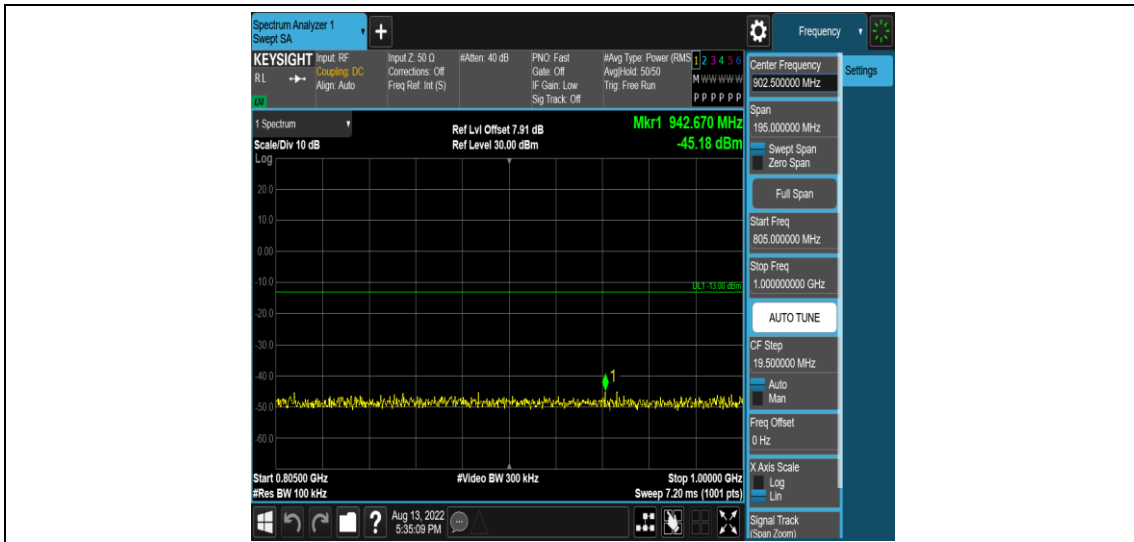 Spectrum Analyzer 1
Swept SA
+
Frequency
KEYSIGHT
RL
LXI
Input: RF
Coupling: DC
Align: Auto
Input Z: 50 Ω
Corrections: Off
Freq Ref: Int (S)
#Atten: 40 dB
PNO: Fast
Gate: Off
IF Gain: Low
Sig Track: Off
#Avg Type: Power (RMS
Avg|Hold: 50/50
Trig: Free Run
1 2 3 4 5 6
M W W W W W
P P P P P P
1 Spectrum
Scale/Div 10 dB
Log
Ref Lvl Offset 7.91 dB
Ref Level 30.00 dBm
Mkr1 942.670 MHz
-45.18 dBm
20.0
10.0
0.00
-10.0
DL1 -13.00 dBm
-20.0
-30.0
-40.0
1
-50.0
-60.0
Start 0.80500 GHz
#Res BW 100 kHz
#Video BW 300 kHz
Stop 1.00000 GHz
Sweep 7.20 ms (1001 pts)
Center Frequency
902.500000 MHz
Settings
Span
195.000000 MHz
Swept Span
Zero Span
Full Span
Start Freq
805.000000 MHz
Stop Freq
1.000000000 GHz
AUTO TUNE
CF Step
19.500000 MHz
Auto
Man
Freq Offset
0 Hz
X Axis Scale
Log
Lin
Signal Track
(Span Zoom)
?
Aug 13, 2022
5:35:09 PM